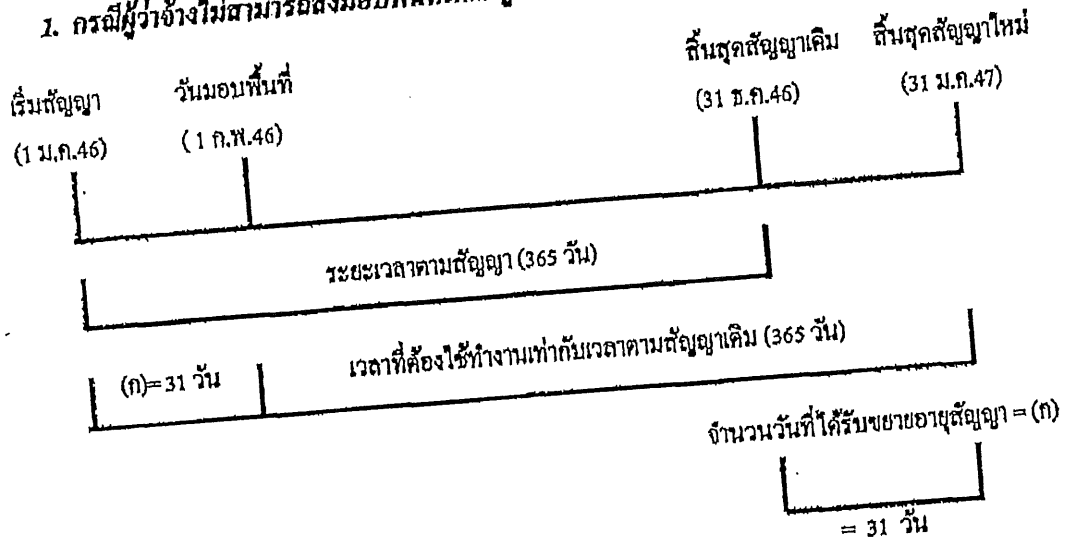 1. กรณีผู้ว่าจ้างไม่สามารถส่งมอบพื้นที่
เริ่มสัญญา
(1 ม.ค.46)
วันมอบพื้นที่
( 1 ก.พ.46)
สิ้นสุดสัญญาเดิม
(31 ธ.ค.46)
สิ้นสุดสัญญาใหม่
(31 ม.ค.47)
ระยะเวลาตามสัญญา (365 วัน)
(ก)= 31 วัน
เวลาที่ต้องใช้ทำงานเท่ากับเวลาตามสัญญาเดิม (365 วัน)
จำนวนวันที่ได้รับขยายอายุสัญญา = (ก)
= 31 วัน